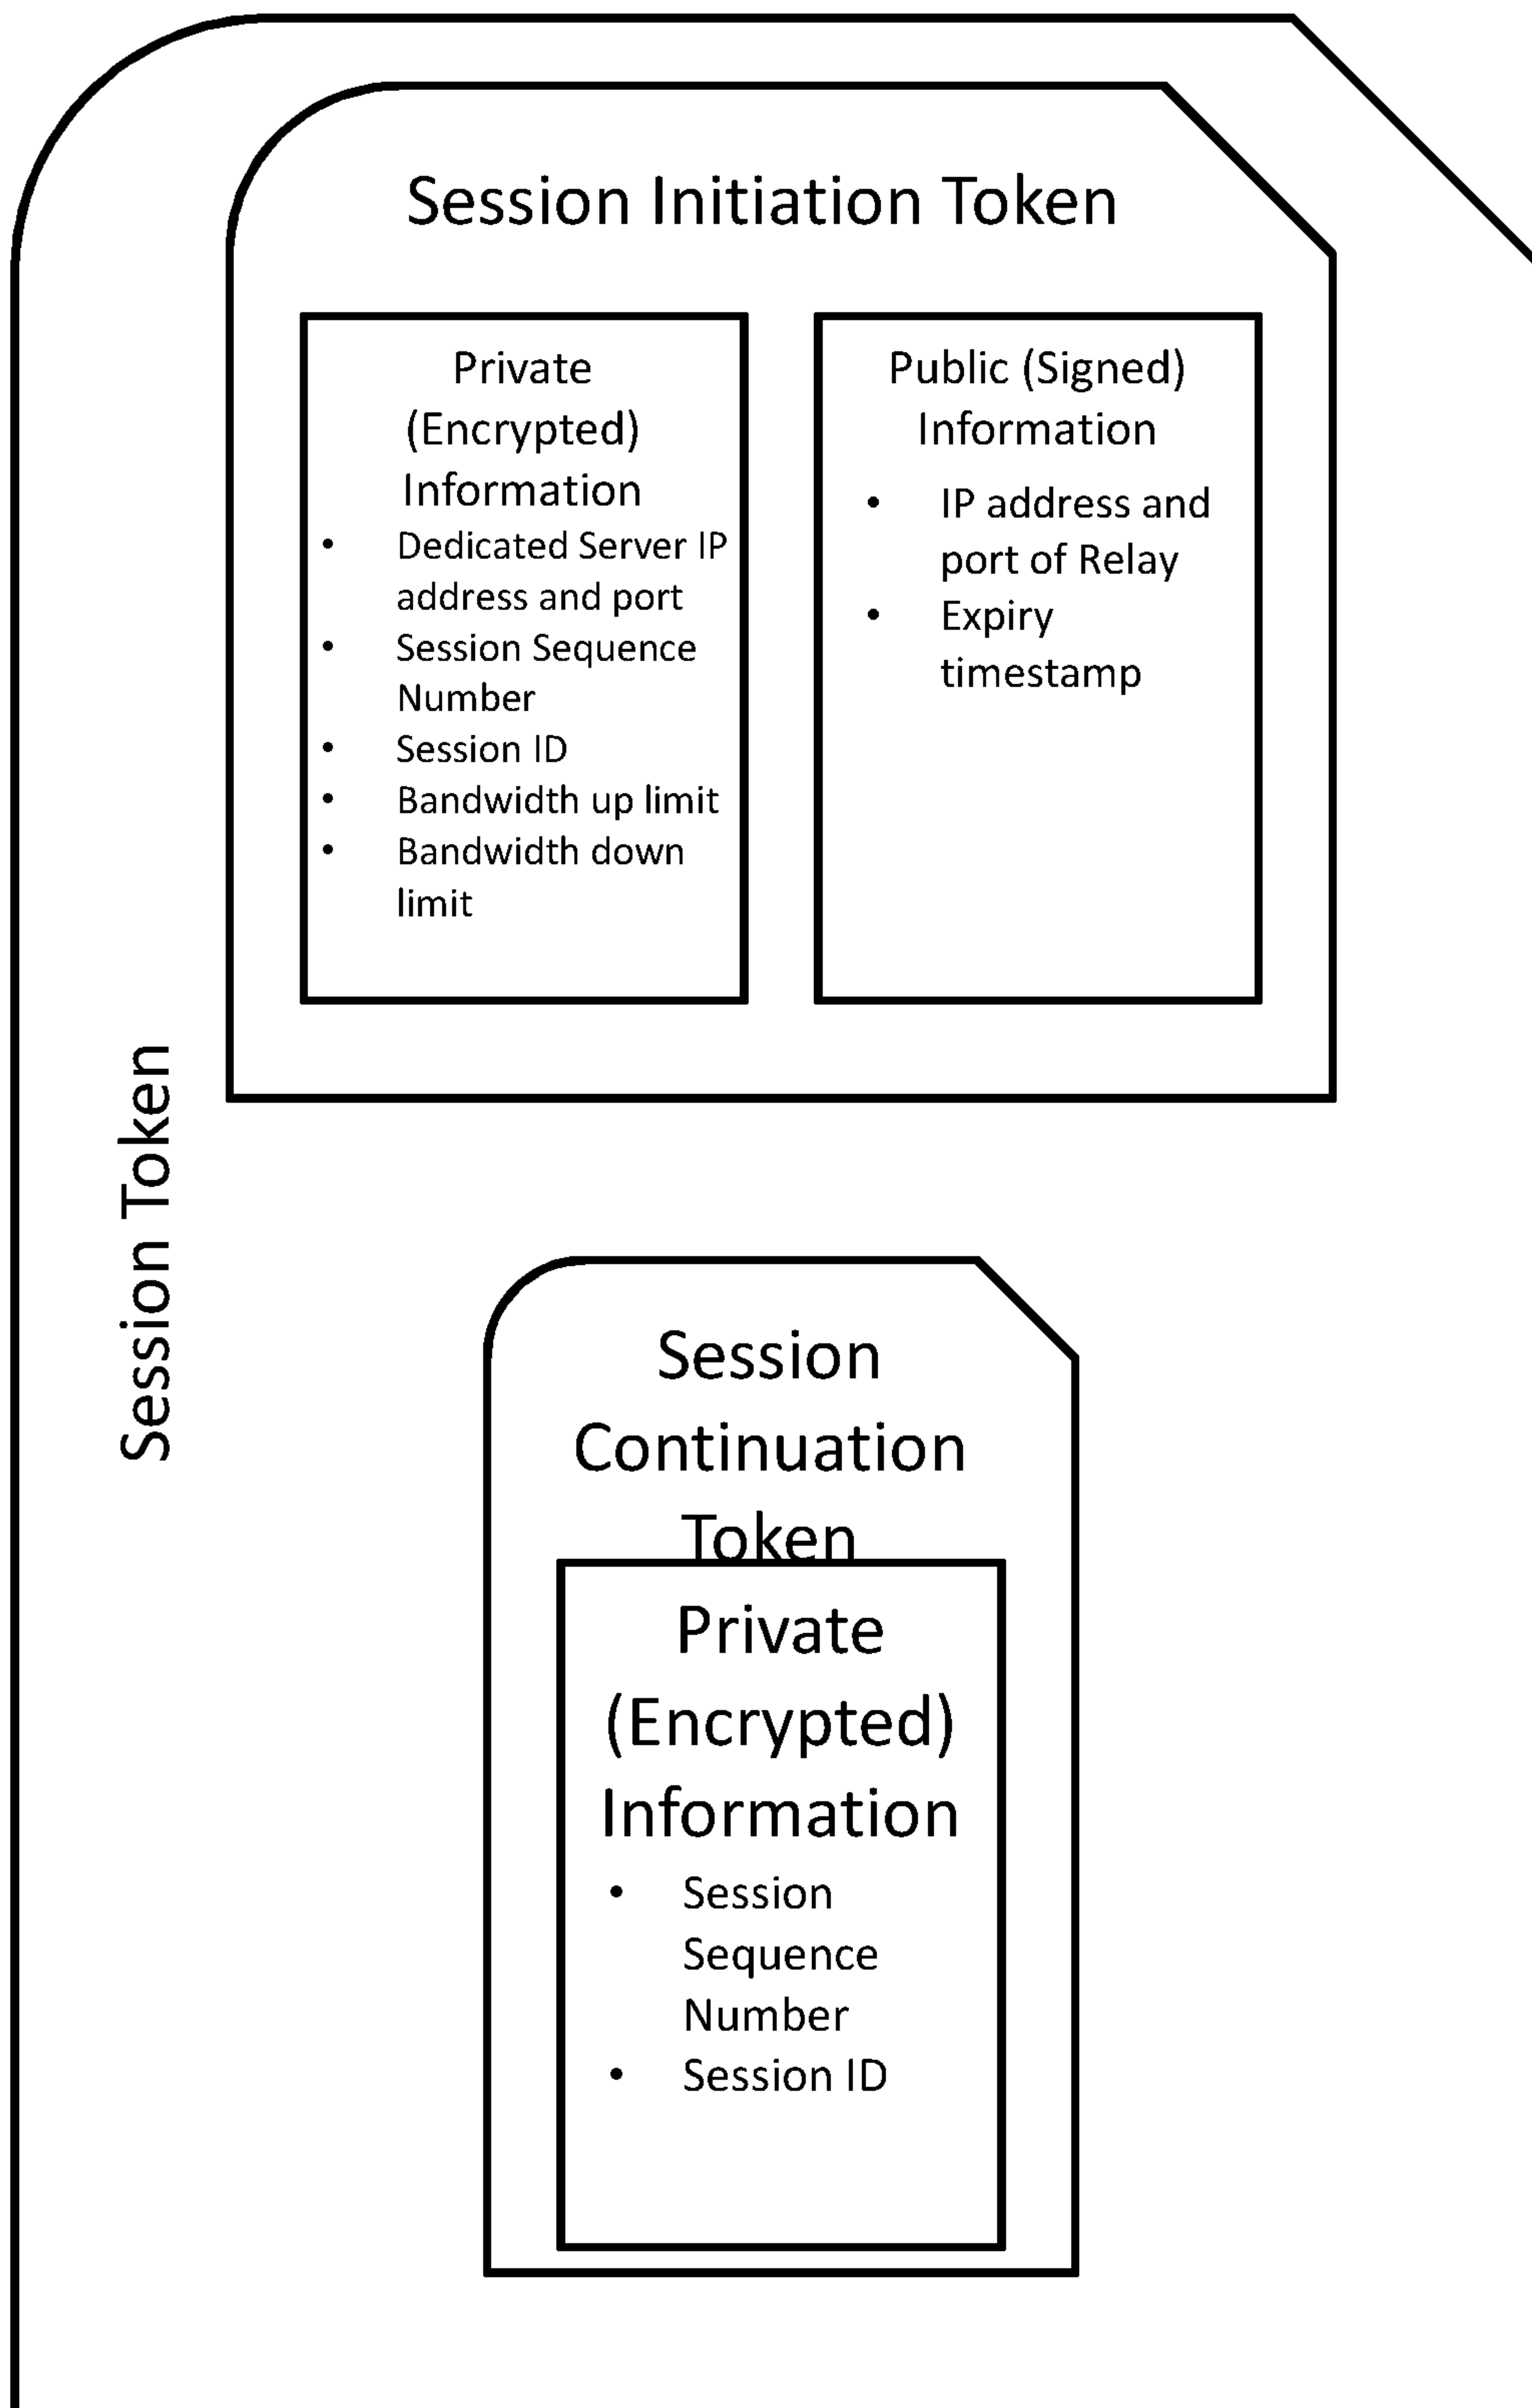 Session Initiation Token
Private
(Encrypted)
Information
• Dedicated Server IP
address and port
• Session Sequence
Number
• Session ID
• Bandwidth up limit
• Bandwidth down
limit
Public (Signed)
Information
• IP address and
port of Relay
• Expiry
timestamp
Session Token
Session
Continuation
Token
Private
(Encrypted)
Information
• Session
Sequence
Number
• Session ID